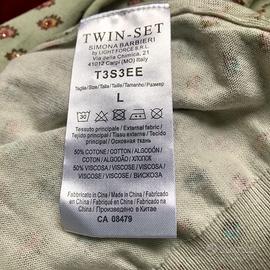 TWIN-SET
SIMONA BARBIERI
by LIGHT FORCE S.R.L.
Via della Chimica, 21
41012 Carpi (MO) Italy
T3S3EE
Taglia/Size/Talla/Taille/Tamanho/Размер
L
30
Tessuto principale / External fabric /
Tejido principal /
Tissu externe / Tecido principal /
Основная ткань
50% COTONE / COTTON / ALGODÓN
COTON / ALGODÃO / ХЛОПОК
50% VISCOSA / VISCOSE / VISCOSA
VISCOSE / VISCOSE / ВИСКОЗА
Fabbricato in Cina / Made in China / Fabricado
en China / Fabriqué en Chine / Fabricado
na China / Произведено в Китае
CA 08479